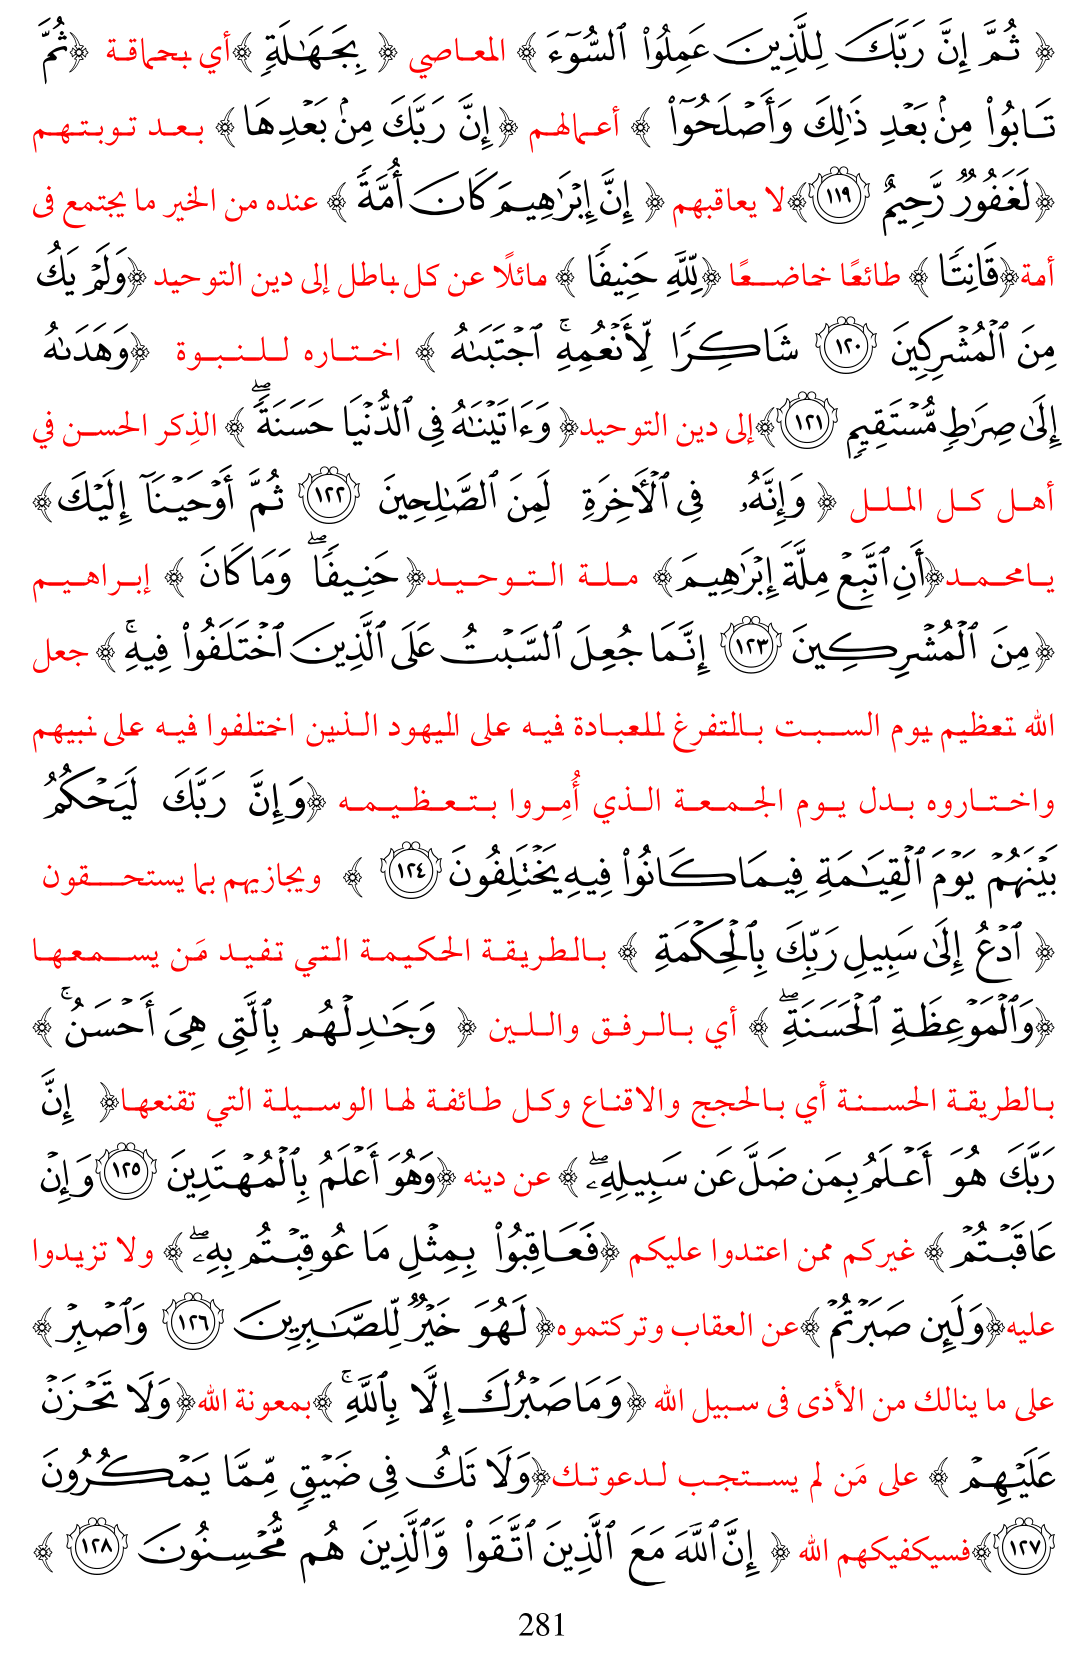 ﴿ ثُمَّ إِنَّ رَبَّكَ لِلَّذِينَ عَمِلُوا۟ ٱلسُّوٓءَ ﴾ المعاصي ﴿ بِجَهَـٰلَةٍ ﴾أي بحماقة ﴿ثُمَّ
تَابُوا۟ مِنۢ بَعْدِ ذَٰلِكَ وَأَصْلَحُوٓا۟ ﴾ أعمالهم ﴿إِنَّ رَبَّكَ مِنۢ بَعْدِهَا﴾ بعد توبتهم
﴿لَغَفُورٌ رَّحِيمٌ ١١٩﴾لا يعاقبهم ﴿ إِنَّ إِبْرَٰهِيمَ كَانَ أُمَّةً ﴾ عنده من الخير ما يجتمع فى
أمة﴿قَانِتًا ﴾ طائعًا خاضعًا ﴿لِلَّهِ حَنِيفًا ﴾ مائلًا عن كل باطل إلى دين التوحيد ﴿وَلَمْ يَكُ
مِنَ ٱلْمُشْرِكِينَ ١٢٠ شَاكِرًا لِّأَنْعُمِهِ ۚ ٱجْتَبَىٰهُ ﴾ اختاره للنبوة ﴿وَهَدَىٰهُ
إِلَىٰ صِرَٰطٍ مُّسْتَقِيمٍ ١٢١﴾إلى دين التوحيد﴿ وَءَاتَيْنَـٰهُ فِى ٱلدُّنْيَا حَسَنَةً ۖ ﴾ الذِكر الحسن في
أهل كل الملل ﴿ وَإِنَّهُۥ فِى ٱلْأَخِرَةِ لَمِنَ ٱلصَّـٰلِحِينَ ١٢٢ ثُمَّ أَوْحَيْنَآ إِلَيْكَ ﴾
يامحمد﴿أَنِ ٱتَّبِعْ مِلَّةَ إِبْرَٰهِيمَ﴾ ملة التوحيد﴿ حَنِيفًا ۖ وَمَا كَانَ ﴾ إبراهيم
﴿ مِنَ ٱلْمُشْرِكِينَ ١٢٣ إِنَّمَا جُعِلَ ٱلسَّبْتُ عَلَى ٱلَّذِينَ ٱخْتَلَفُوا۟ فِيهِ ۚ ﴾ جعل
الله تعظيم يوم السبت بالتفرغ للعبادة فيه على اليهود الذين اختلفوا فيه على نبيهم
واختاروه بدل يوم الجمعة الذي أُمِروا بتعظيمه ﴿وَإِنَّ رَبَّكَ لَيَحْكُمُ
بَيْنَهُمْ يَوْمَ ٱلْقِيَـٰمَةِ فِيمَا كَانُوا۟ فِيهِ يَخْتَلِفُونَ ١٢٤ ﴾ ويجازيهم بما يستحقون
﴿ ٱدْعُ إِلَىٰ سَبِيلِ رَبِّكَ بِٱلْحِكْمَةِ ﴾ بالطريقة الحكيمة التي تفيد مَن يسمعها
﴿وَٱلْمَوْعِظَةِ ٱلْحَسَنَةِ ۖ ﴾ أي بالرفق واللين ﴿ وَجَـٰدِلْهُم بِٱلَّتِى هِىَ أَحْسَنُ ۚ ﴾
بالطريقة الحسنة أي بالحجج والاقناع وكل طائفة لها الوسيلة التي تقنعها﴿ إِنَّ
رَبَّكَ هُوَ أَعْلَمُ بِمَن ضَلَّ عَن سَبِيلِهِۦ ۖ ﴾ عن دينه ﴿وَهُوَ أَعْلَمُ بِٱلْمُهْتَدِينَ ١٢٥ وَإِنْ
عَاقَبْتُمْ ﴾ غيركم ممن اعتدوا عليكم ﴿فَعَاقِبُوا۟ بِمِثْلِ مَا عُوقِبْتُم بِهِۦ ۖ ﴾ ولا تزيدوا
عليه﴿وَلَئِن صَبَرْتُمْ ﴾عن العقاب وتركتموه﴿ لَهُوَ خَيْرٌ لِّلصَّـٰبِرِينَ ١٢٦ وَٱصْبِرْ ﴾
على ما ينالك من الأذى فى سبيل الله ﴿وَمَا صَبْرُكَ إِلَّا بِٱللَّهِ ۚ ﴾بمعونة الله﴿وَلَا تَحْزَنْ
عَلَيْهِمْ ﴾ على مَن لم يستجب لدعوتك﴿وَلَا تَكُ فِى ضَيْقٍ مِّمَّا يَمْكُرُونَ
١٢٧﴾فسيكفيكهم الله ﴿ إِنَّ ٱللَّهَ مَعَ ٱلَّذِينَ ٱتَّقَوا۟ وَّٱلَّذِينَ هُم مُّحْسِنُونَ ١٢٨ ﴾
281